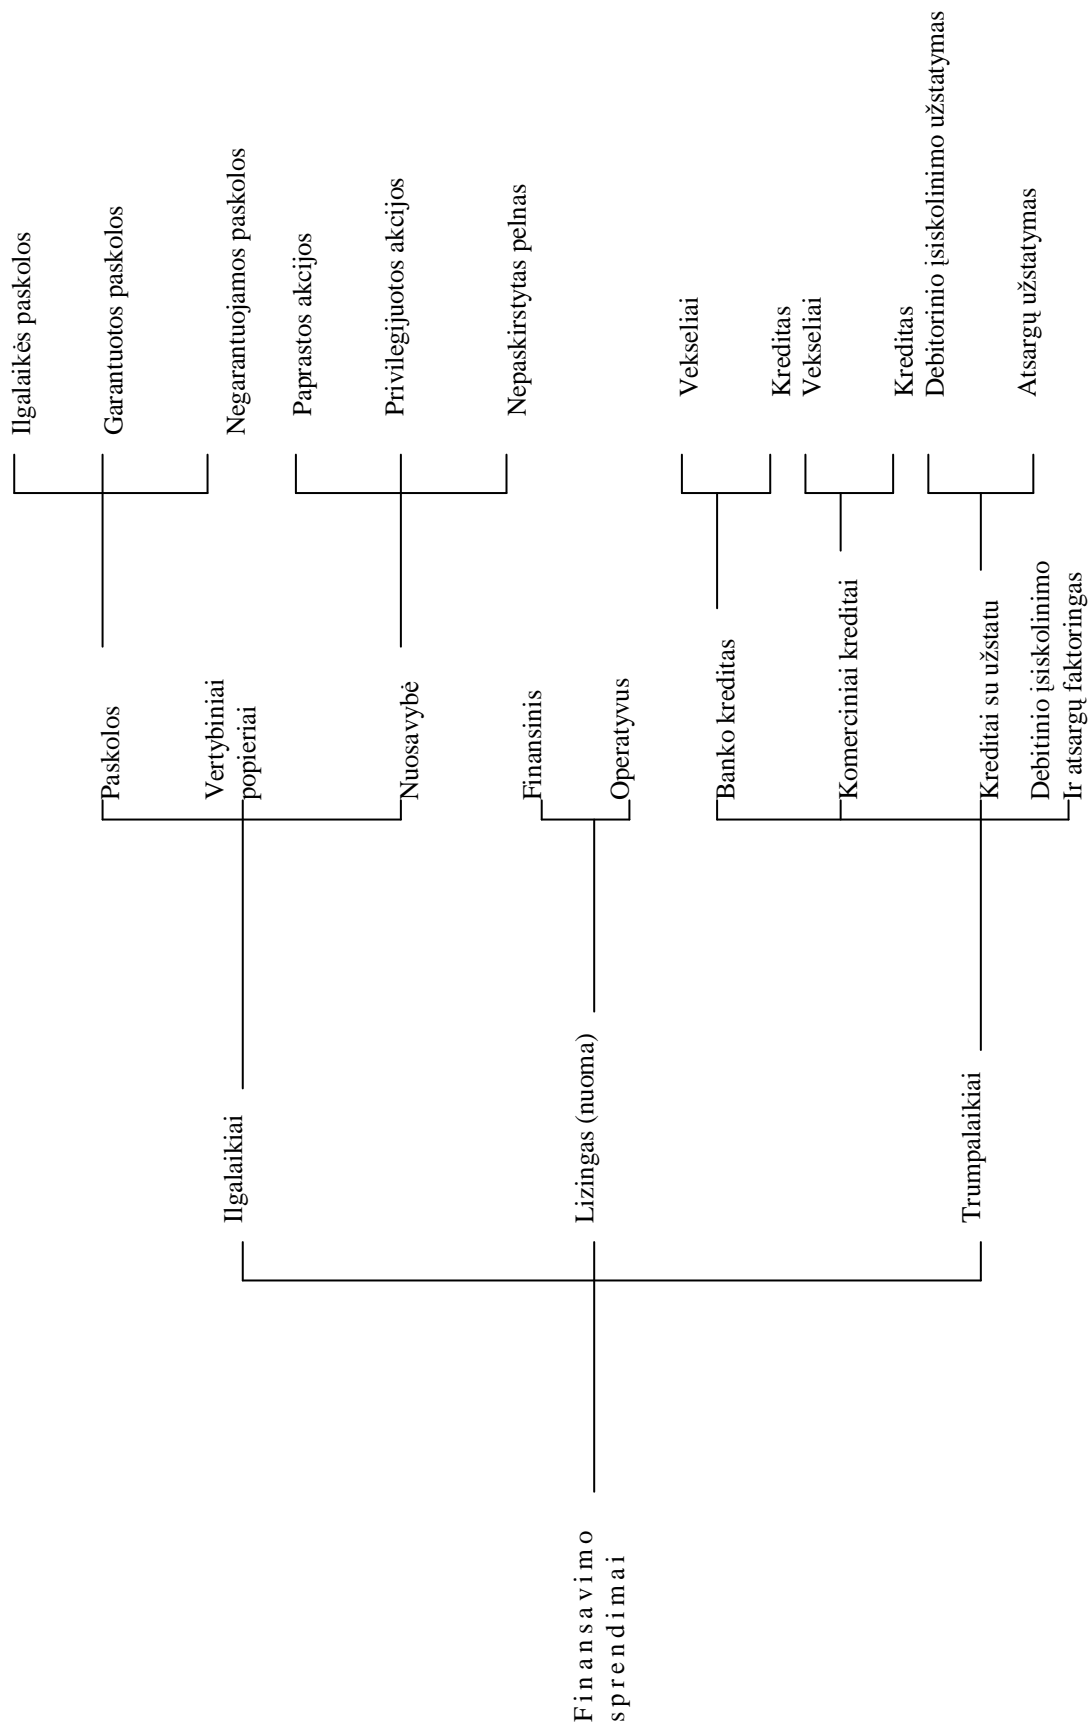 Finansavimo
sprendimai
Ilgalaikiai
Paskolos
Ilgalaikės paskolos
Garantuotos paskolos
Negarantuojamos paskolos
Vertybiniai
popieriai
Nuosavybė
Paprastos akcijos
Privilegijuotos akcijos
Nepaskirstytas pelnas
Lizingas (nuoma)
Finansinis
Operatyvus
Trumpalaikiai
Banko kreditas
Vekseliai
Kreditas
Komerciniai kreditai
Vekseliai
Kreditas
Kreditai su užstatu
Debitorinio įsiskolinimo užstatymas
Atsargų užstatymas
Debitinio įsiskolinimo
Ir atsargų faktoringas